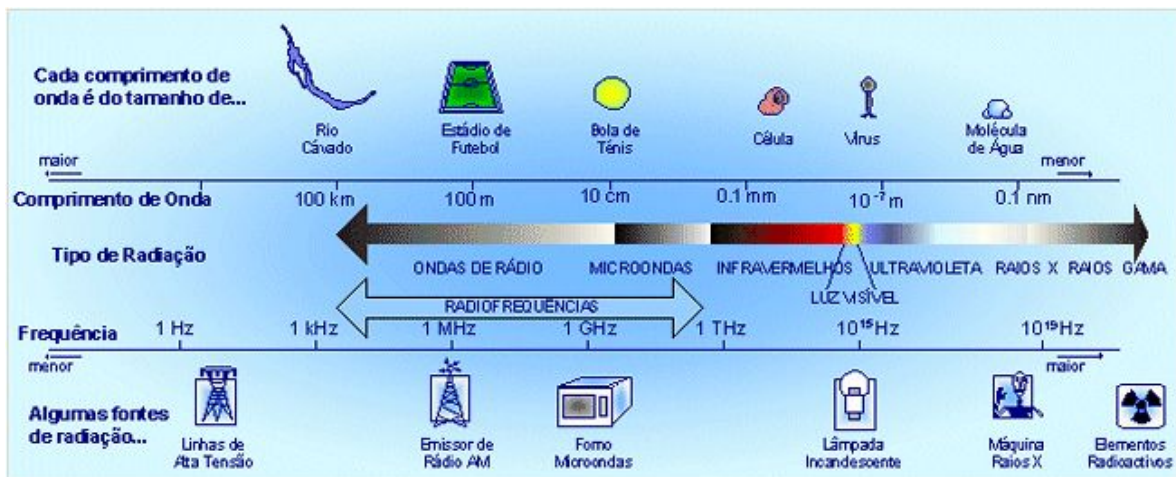 Cada comprimento de
onda é do tamanho de...
Rio
Cávado
Estádio de
Futebol
Bola de
Ténis
Célula
Vírus
Molécula
de Água
maior
menor
Comprimento de Onda
100 km
100 m
10 cm
0.1 mm
10⁻⁷ m
0.1 nm
Tipo de Radiação
ONDAS DE RÁDIO
MICROONDAS
INFRAVERMELHOS
ULTRAVIOLETA
RAIOS X
RAIOS GAMA
LUZ VISÍVEL
RADIOFREQUÊNCIAS
Frequência
1 Hz
1 kHz
1 MHz
1 GHz
1 THz
10¹⁵Hz
10¹⁹Hz
menor
maior
Algumas fontes
de radiação...
Linhas de
Alta Tensão
Emissor de
Rádio AM
Forno
Microondas
Lâmpada
Incandescente
Máquina
Raios X
Elementos
Radioactivos